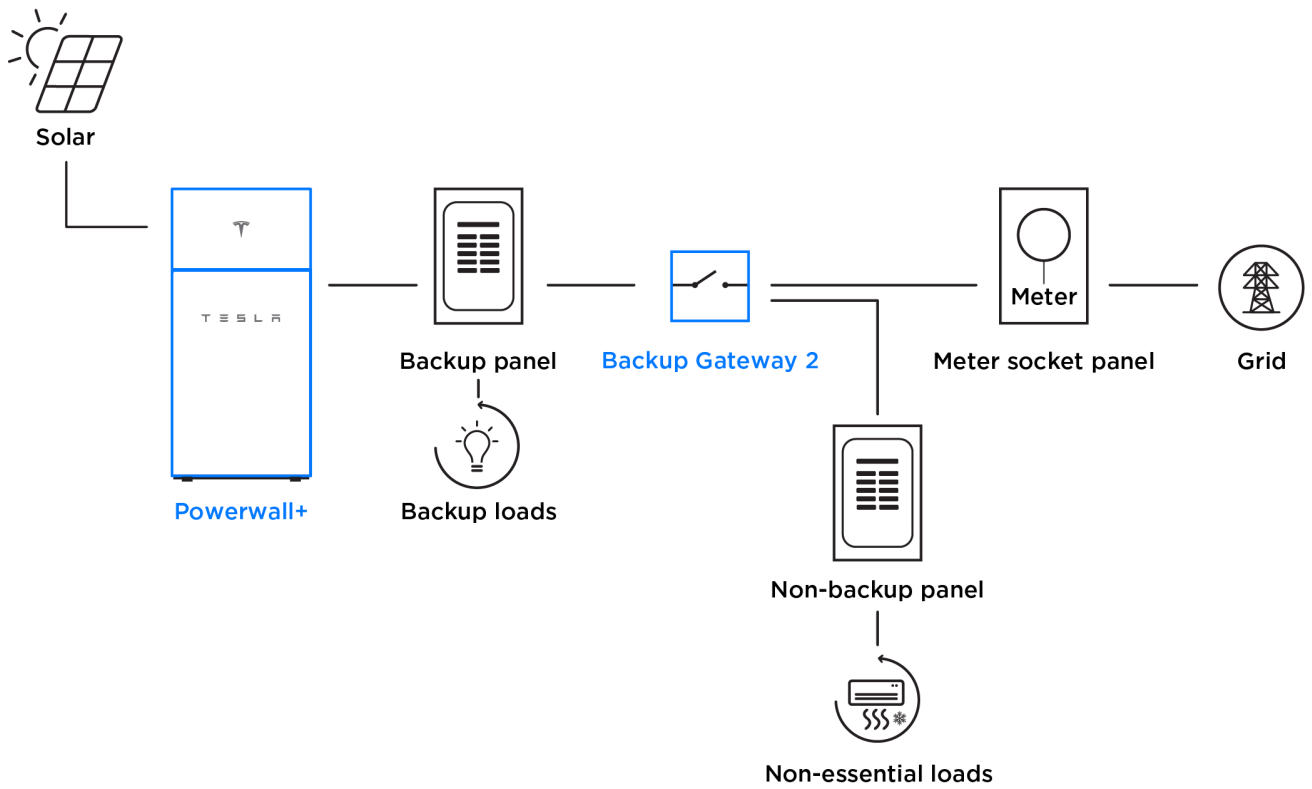 Solar
TESLA
Meter
Backup panel
Backup Gateway 2
Meter socket panel
Grid
Powerwall+
Backup loads
Non-backup panel
Non-essential loads